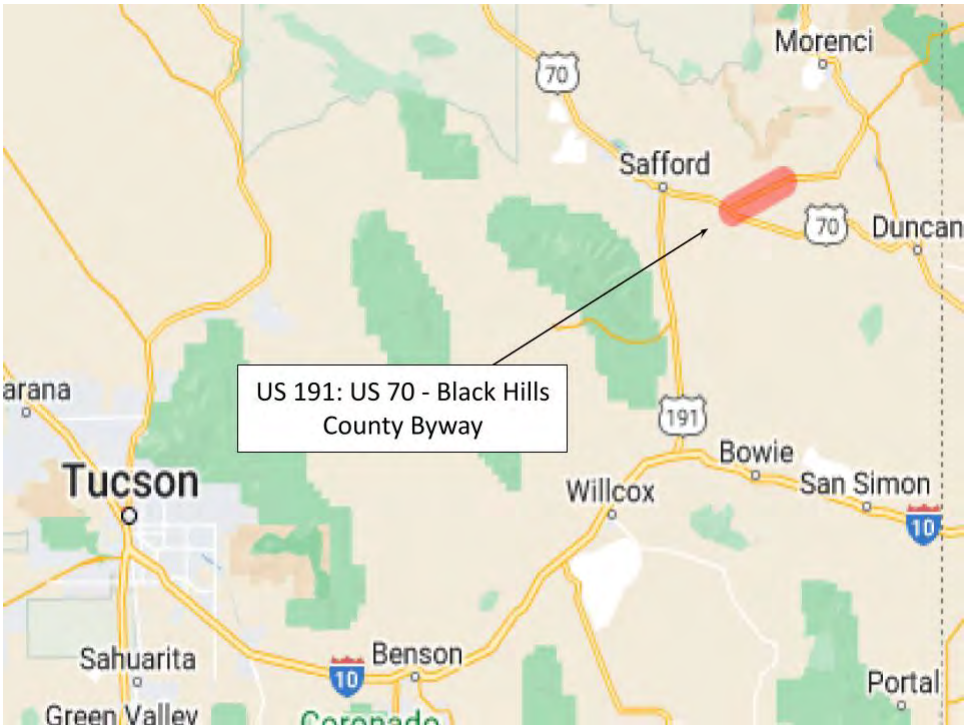 Morenci
70
Safford
70
Duncan
US 191: US 70 - Black Hills
County Byway
arana
191
Bowie
Tucson
Willcox
San Simon
10
Benson
Sahuarita
10
Portal
Green Valley
Coronado